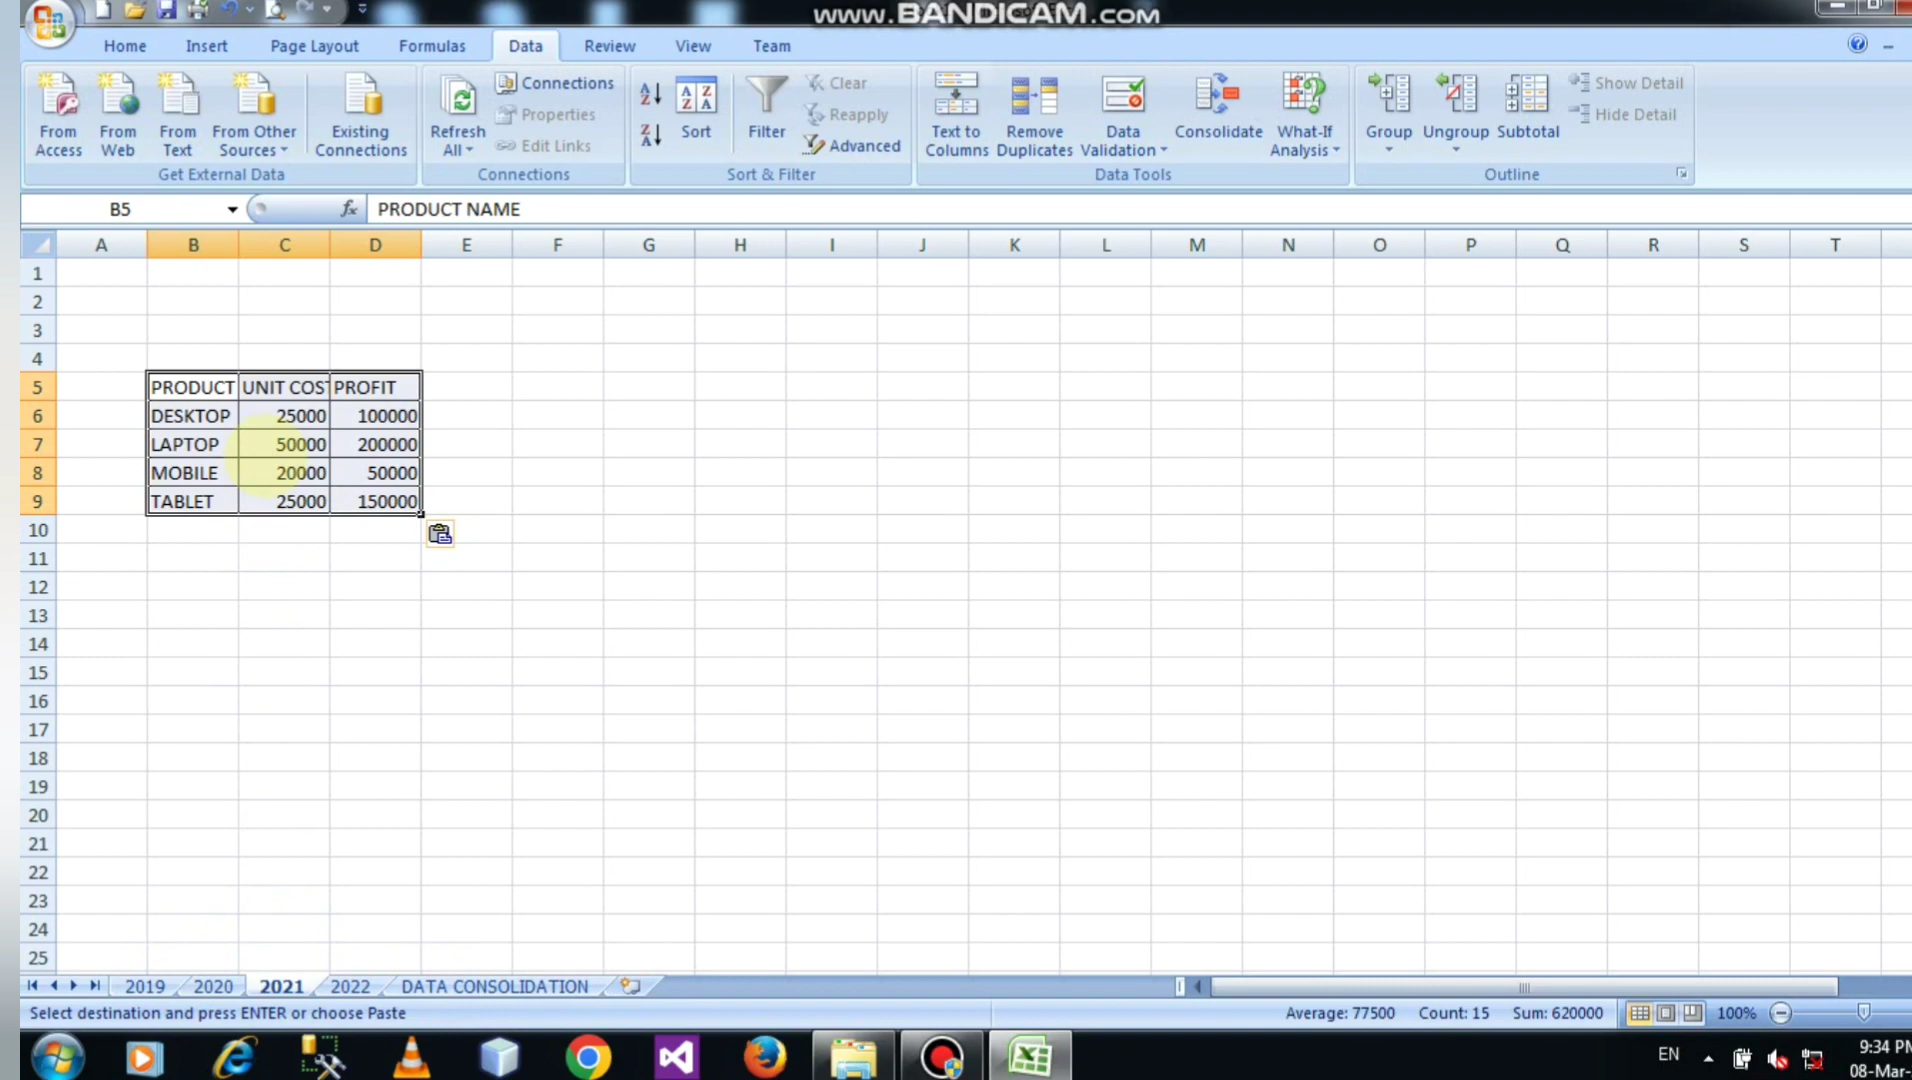 www.BANDICAM.com
Home Insert Page Layout Formulas Data Review View Team
From Access
From Web
From Text
From Other Sources
Existing Connections
Get External Data
Refresh All
Connections
Properties
Edit Links
Connections
Sort
Filter
Clear
Reapply
Advanced
Sort & Filter
Text to Columns
Remove Duplicates
Data Validation
Consolidate
What-If Analysis
Data Tools
Group
Ungroup
Subtotal
Show Detail
Hide Detail
Outline
B5 fx PRODUCT NAME
A B C D E F G H I J K L M N O P Q R S T
1
2
3
4
5 PRODUCT UNIT COST PROFIT
6 DESKTOP 25000 100000
7 LAPTOP 50000 200000
8 MOBILE 20000 50000
9 TABLET 25000 150000
10
11
12
13
14
15
16
17
18
19
20
21
22
23
24
25
2019 2020 2021 2022 DATA CONSOLIDATION
Select destination and press ENTER or choose Paste Average: 77500 Count: 15 Sum: 620000 100%
EN 9:34 PM
08-Mar-